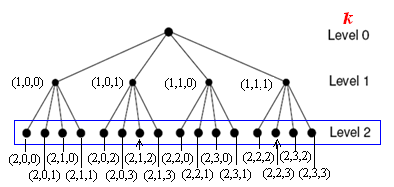 k
Level 0
(1,0,0) (1,0,1) (1,1,0) (1,1,1) Level 1
Level 2
(2,0,0) (2,1,0) (2,0,2) (2,1,2) (2,2,0) (2,3,0) (2,2,2) (2,3,2)
(2,0,1) (2,1,1) (2,0,3) (2,1,3) (2,2,1) (2,3,1) (2,2,3) (2,3,3)